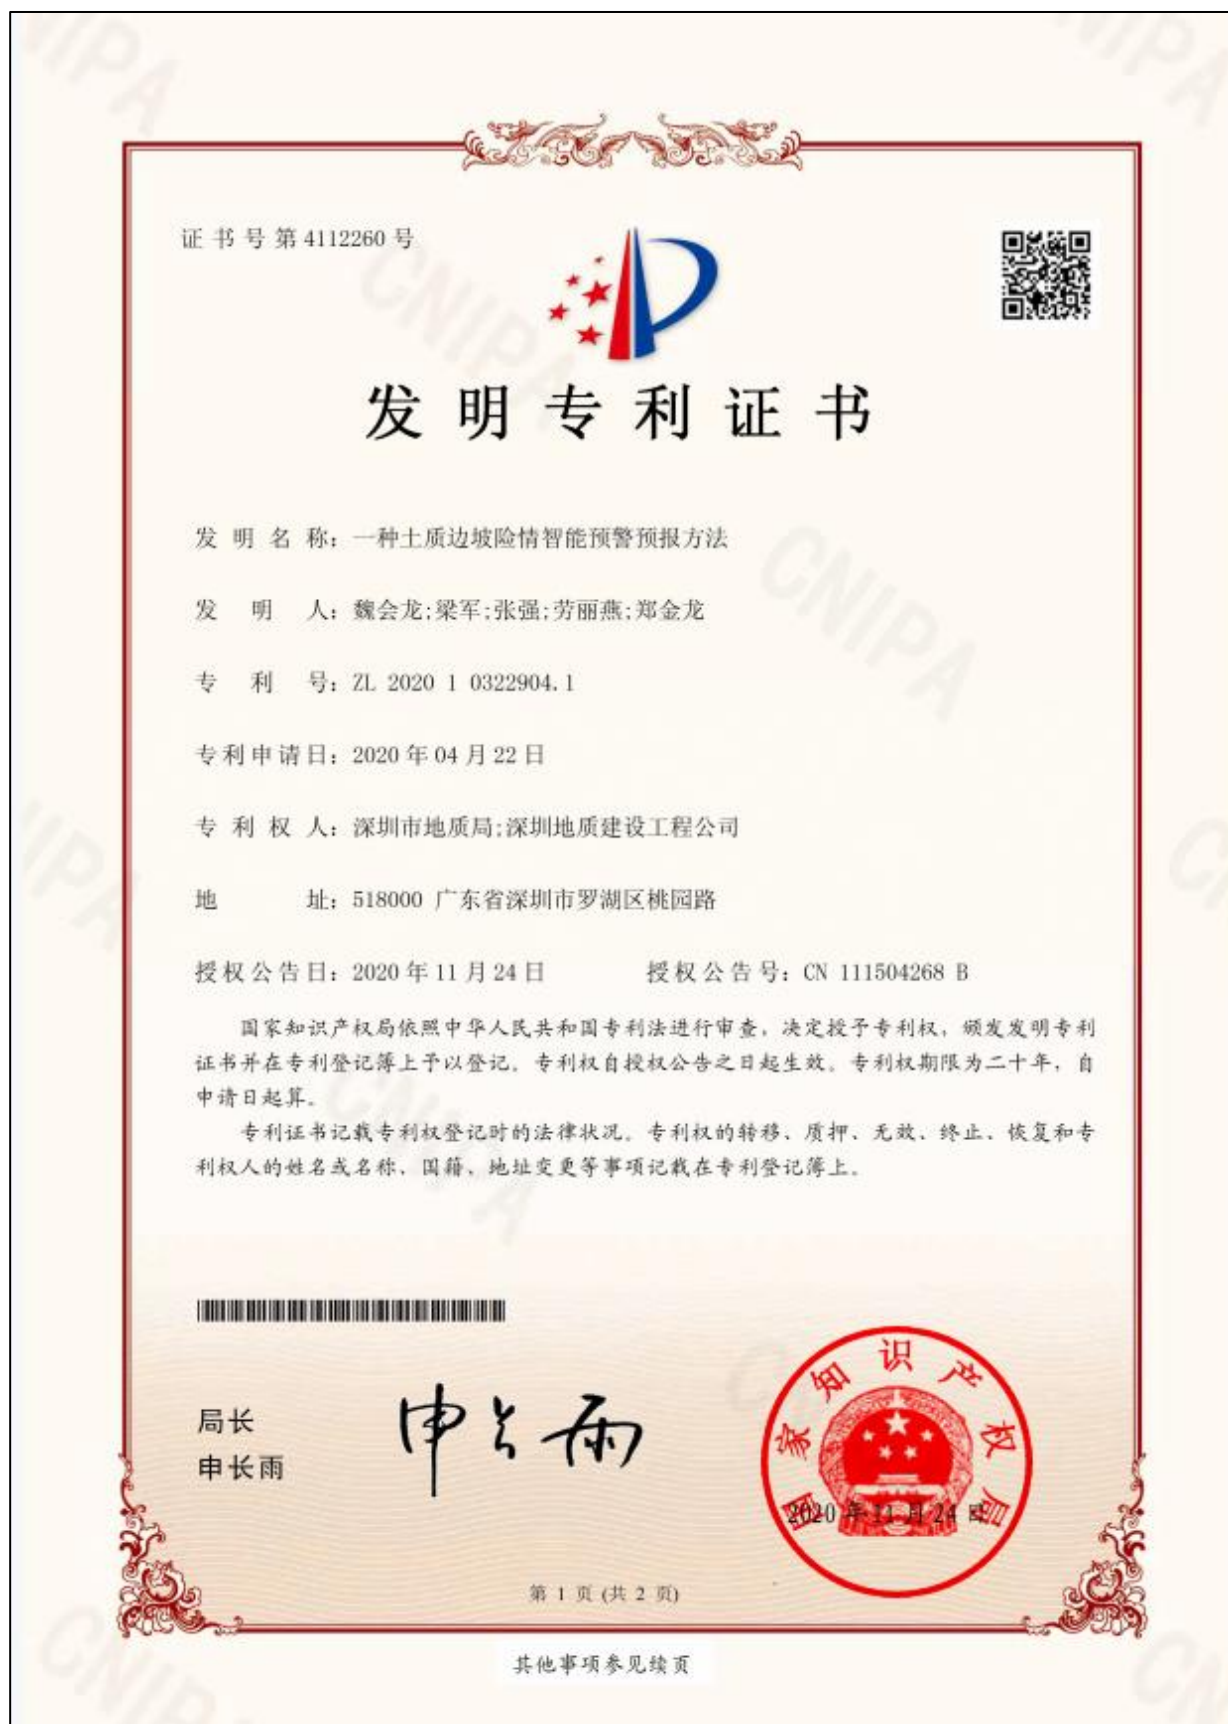 证书号第4112260号
发明专利证书
发明名称：一种土质边坡险情智能预警预报方法
发明人：魏会龙;梁军;张强;劳丽燕;郑金龙
专利号：ZL 2020 1 0322904.1
专利申请日：2020年04月22日
专利权人：深圳市地质局;深圳地质建设工程公司
地址：518000 广东省深圳市罗湖区桃园路
授权公告日：2020年11月24日 授权公告号：CN 111504268 B
国家知识产权局依照中华人民共和国专利法进行审查，决定授予专利权，颁发发明专利
证书并在专利登记簿上予以登记。专利权自授权公告之日起生效。专利权期限为二十年，自
申请日起算。
专利证书记载专利权登记时的法律状况。专利权的转移、质押、无效、终止、恢复和专
利权人的姓名或名称、国籍、地址变更等事项记载在专利登记簿上。
局长
申长雨
申长雨
国家知识产权局
2020年11月24日
第 1 页 (共 2 页)
其他事项参见续页
CNIPA
CNIPA
CNIPA
CNIPA